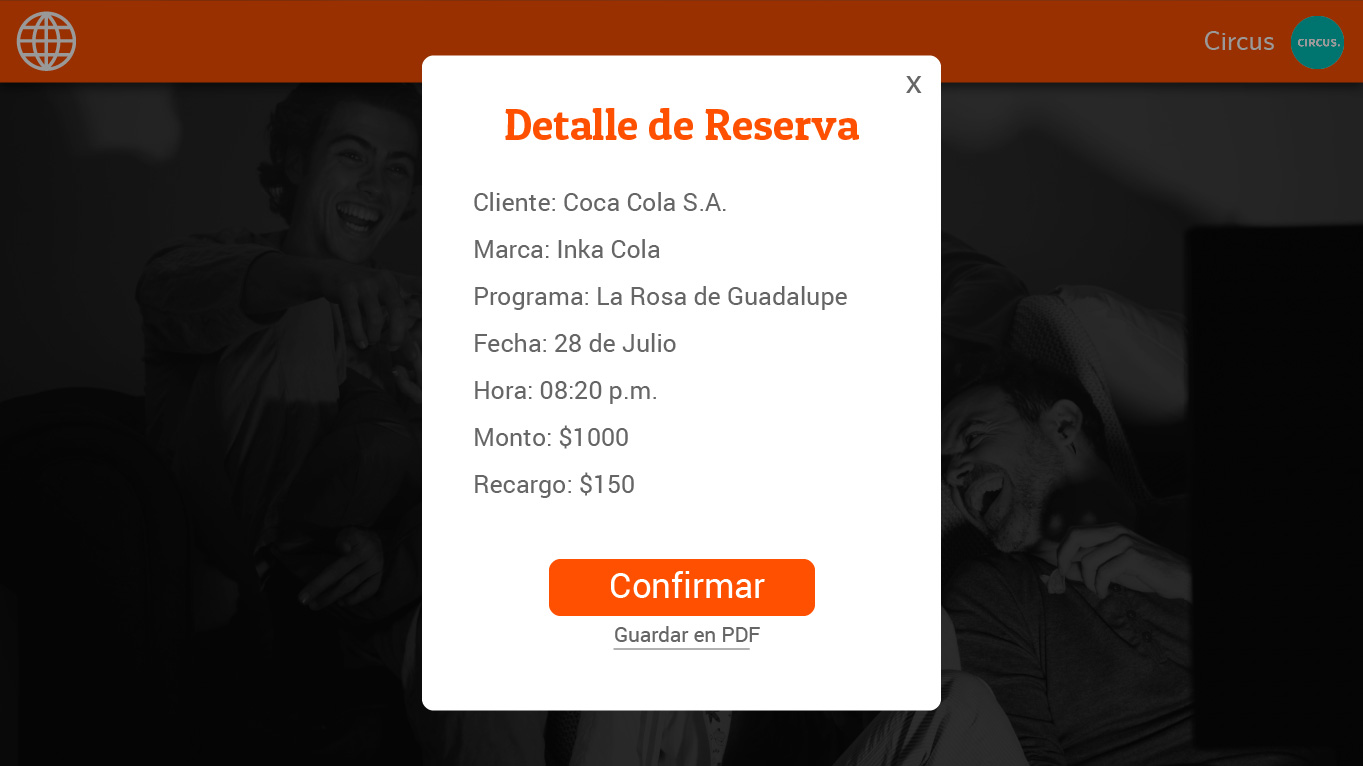 Circus
CIRCUS.
X
Detalle de Reserva
Cliente: Coca Cola S.A.
Marca: Inka Cola
Programa: La Rosa de Guadalupe
Fecha: 28 de Julio
Hora: 08:20 p.m.
Monto: $1000
Recargo: $150
Confirmar
Guardar en PDF